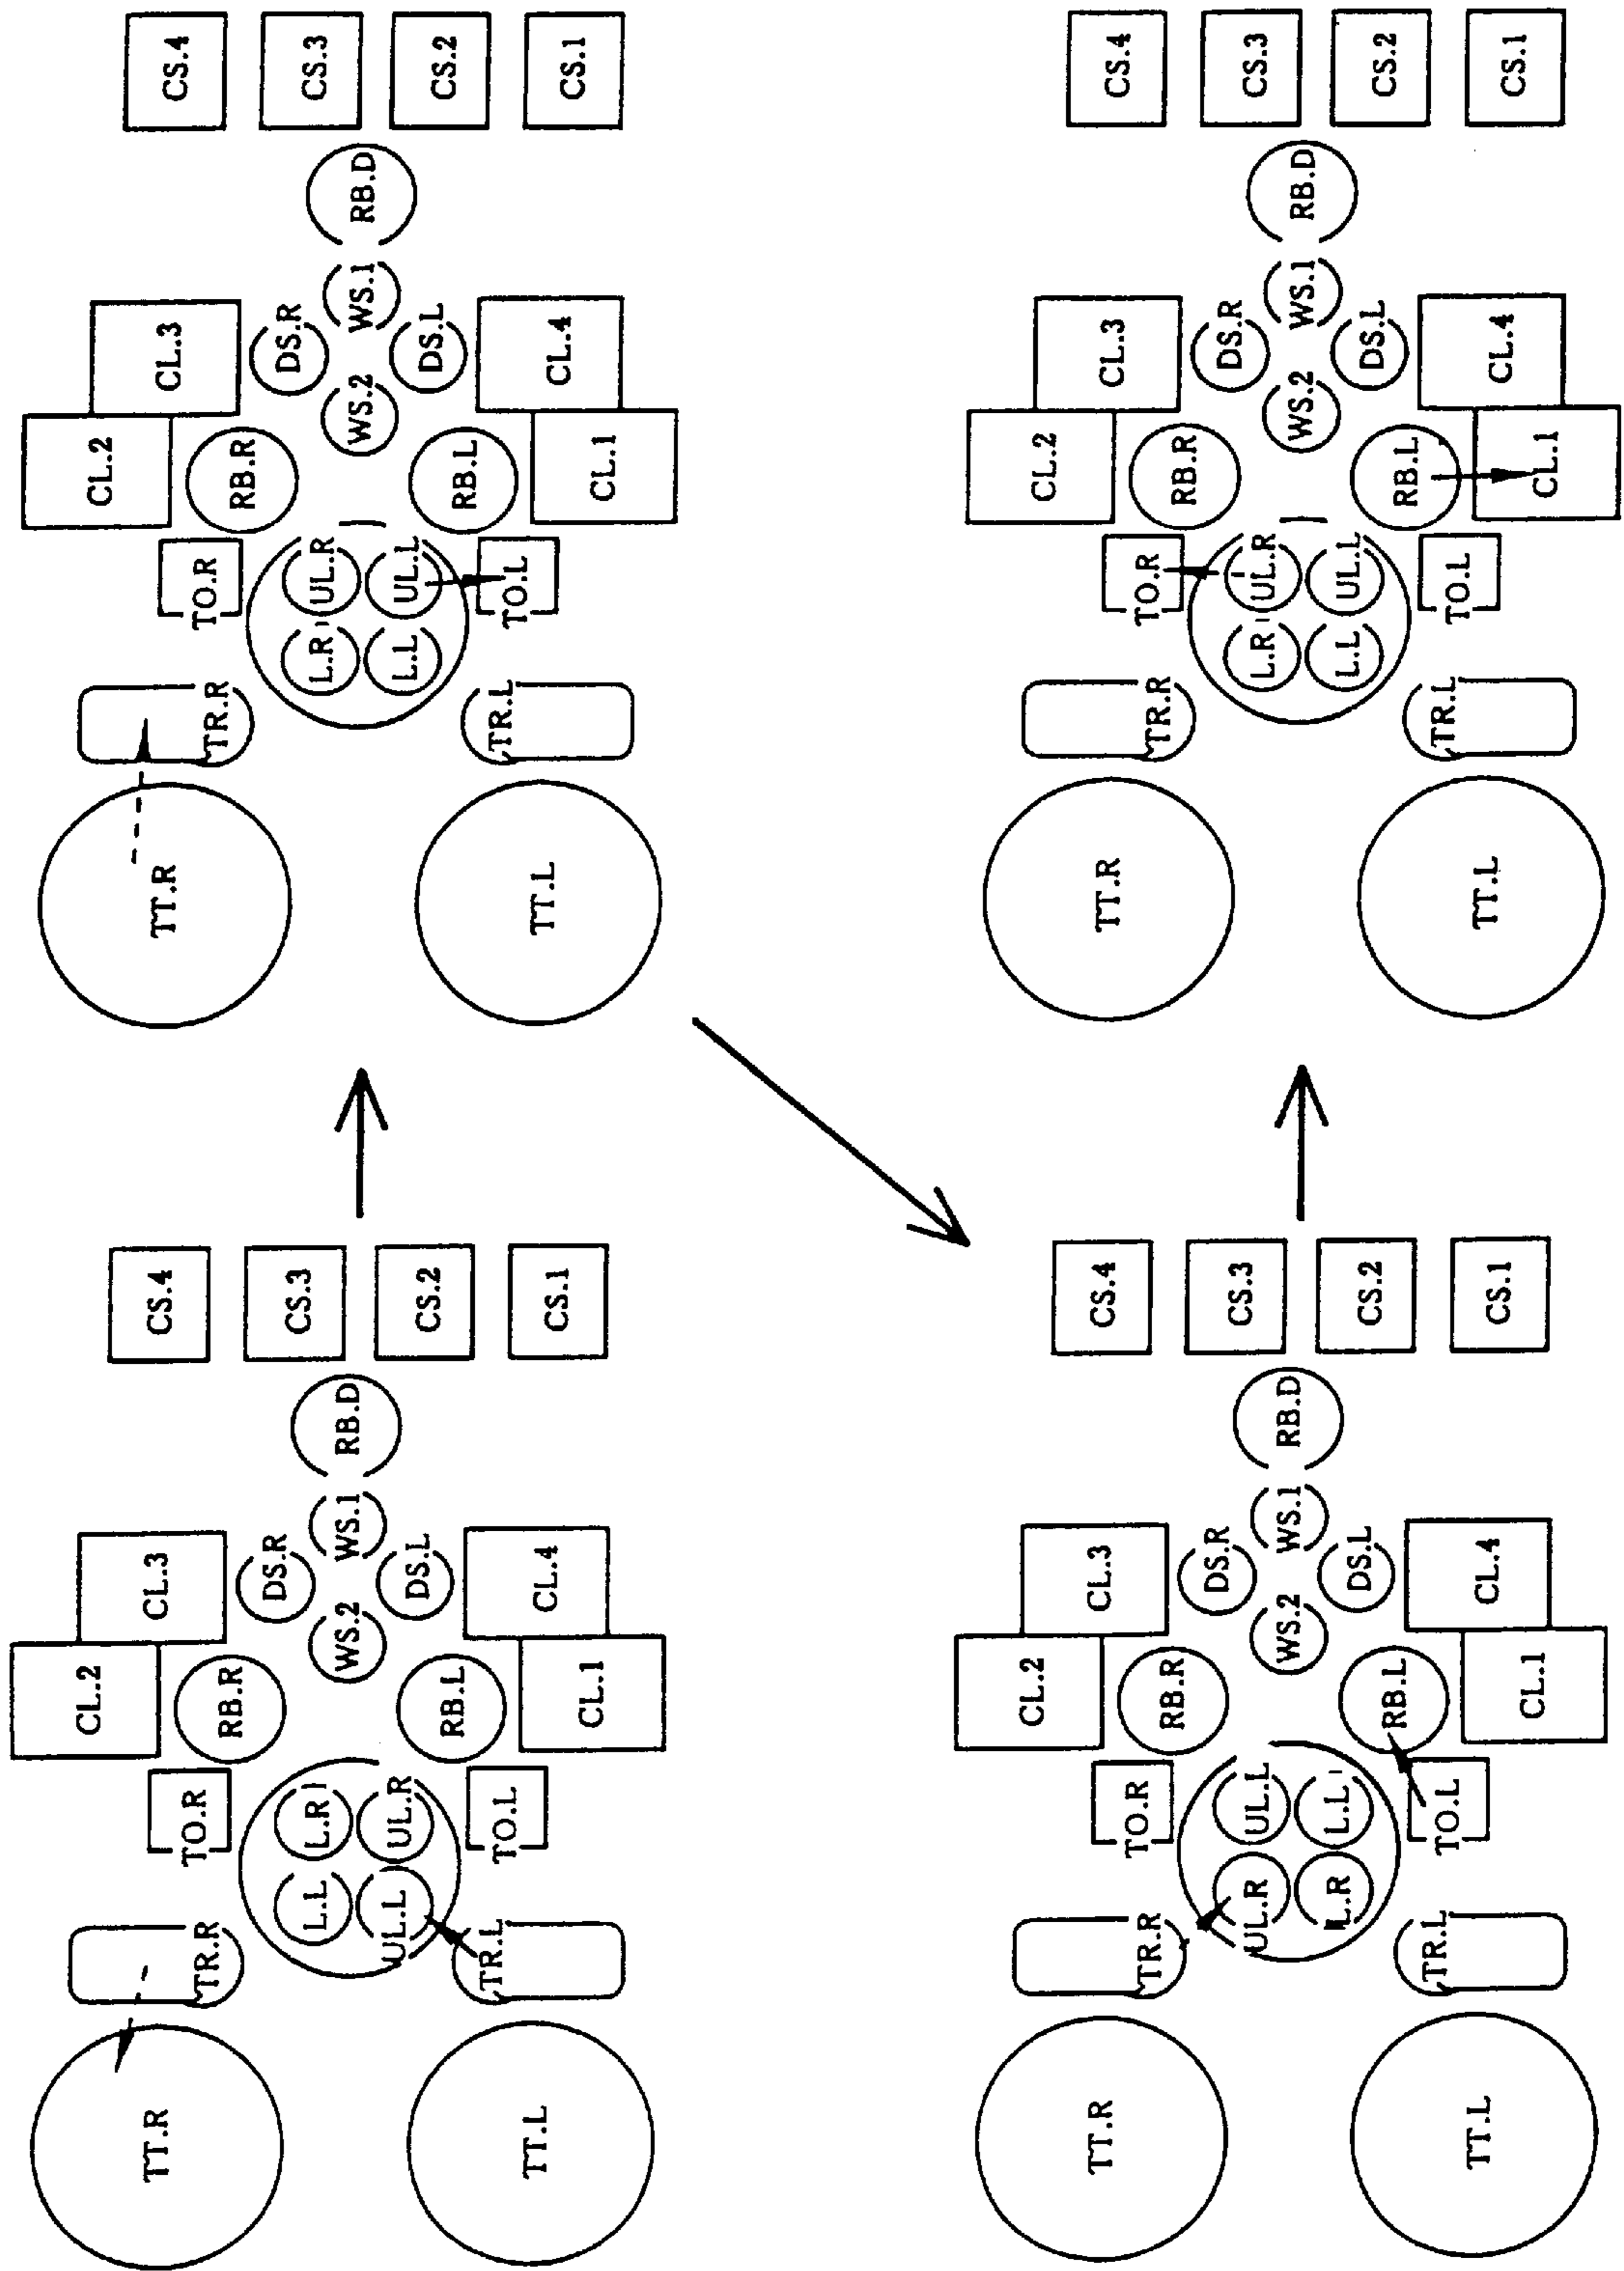 CL.2
CL.3
CS.4
TT.R
TR.R
TO.R
RB.R
DS.R
CS.3
L.L
L.R
WS.2
WS.1
RB.D
UL.L
UL.R
RB.L
DS.L
CS.2
TT.L
TR.L
TO.L
CL.1
CL.4
CS.1
CL.2
CL.3
CS.4
TT.R
TR.R
TO.R
RB.R
DS.R
CS.3
L.R
UL.R
WS.2
WS.1
RB.D
L.L
UL.L
RB.L
DS.L
CS.2
TT.L
TR.L
TO.L
CL.1
CL.4
CS.1
CL.2
CL.3
CS.4
TT.R
TR.R
TO.R
RB.R
DS.R
CS.3
UL.R
UL.L
WS.2
WS.1
RB.D
L.R
L.L
RB.L
DS.L
CS.2
TT.L
TR.L
TO.L
CL.1
CL.4
CS.1
CL.2
CL.3
CS.4
TT.R
TR.R
TO.R
RB.R
DS.R
CS.3
L.R
UL.R
WS.2
WS.1
RB.D
L.L
UL.L
RB.L
DS.L
CS.2
TT.L
TR.L
TO.L
CL.1
CL.4
CS.1